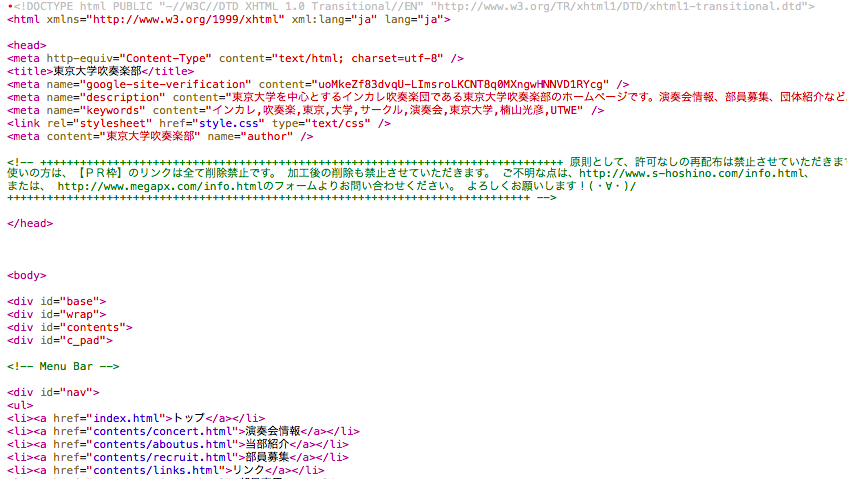 <!DOCTYPE html PUBLIC "-//W3C//DTD XHTML 1.0 Transitional//EN" "http://www.w3.org/TR/xhtml1/DTD/xhtml1-transitional.dtd">
<html xmlns="http://www.w3.org/1999/xhtml" xml:lang="ja" lang="ja">
<head>
<meta http-equiv="Content-Type" content="text/html; charset=utf-8" />
<title>東京大学吹奏楽部</title>
<meta name="google-site-verification" content="uoMkeZf83dvqU-LImsroLKCNT8q0MXngwHNNVD1RYcg" />
<meta name="description" content="東京大学を中心とするインカレ吹奏楽団である東京大学吹奏楽部のホームページです。演奏会情報、部員募集、団体紹介など
<meta name="keywords" content="インカレ,吹奏楽,東京,大学,サークル,演奏会,東京大学,楠山光彦,UTWE" />
<link rel="stylesheet" href="style.css" type="text/css" />
<meta content="東京大学吹奏楽部" name="author" />
<!-- ++++++++++++++++++++++++++++++++++++++++++++++++++++++++++++++++++++++++++++++ 原則として、許可なしの再配布は禁止させていただきま
使いの方は、【ＰＲ枠】のリンクは全て削除禁止です。 加工後の削除も禁止させていただきます。 ご不明な点は、http://www.s-hoshino.com/info.html、
または、 http://www.megapx.com/info.htmlのフォームよりお問い合わせください。 よろしくお願いします！(・∀・)/
++++++++++++++++++++++++++++++++++++++++++++++++++++++++++++++++++++++++++++++ -->
</head>
<body>
<div id="base">
<div id="wrap">
<div id="contents">
<div id="c_pad">
<!-- Menu Bar -->
<div id="nav">
<ul>
<li><a href="index.html">トップ</a></li>
<li><a href="contents/concert.html">演奏会情報</a></li>
<li><a href="contents/aboutus.html">当部紹介</a></li>
<li><a href="contents/recruit.html">部員募集</a></li>
<li><a href="contents/links.html">リンク</a></li>